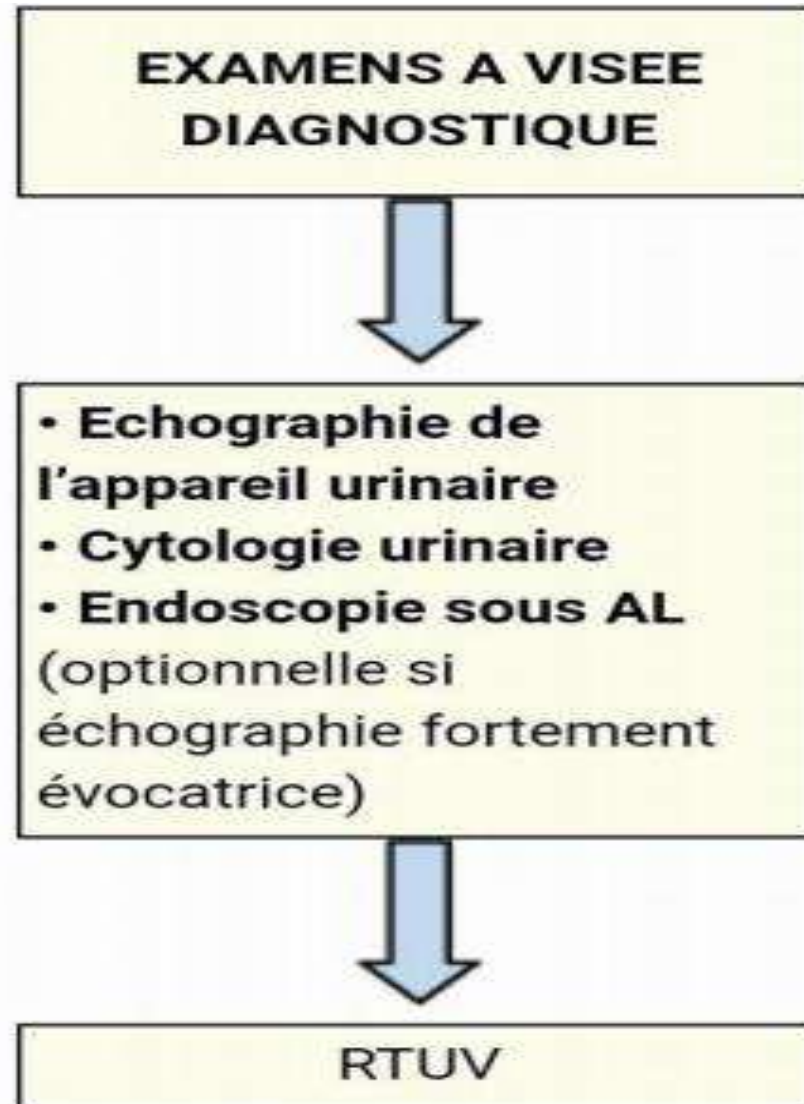 EXAMENS A VISEE
DIAGNOSTIQUE
• Echographie de
l'appareil urinaire
• Cytologie urinaire
• Endoscopie sous AL
(optionnelle si
échographie fortement
évocatrice)
RTUV